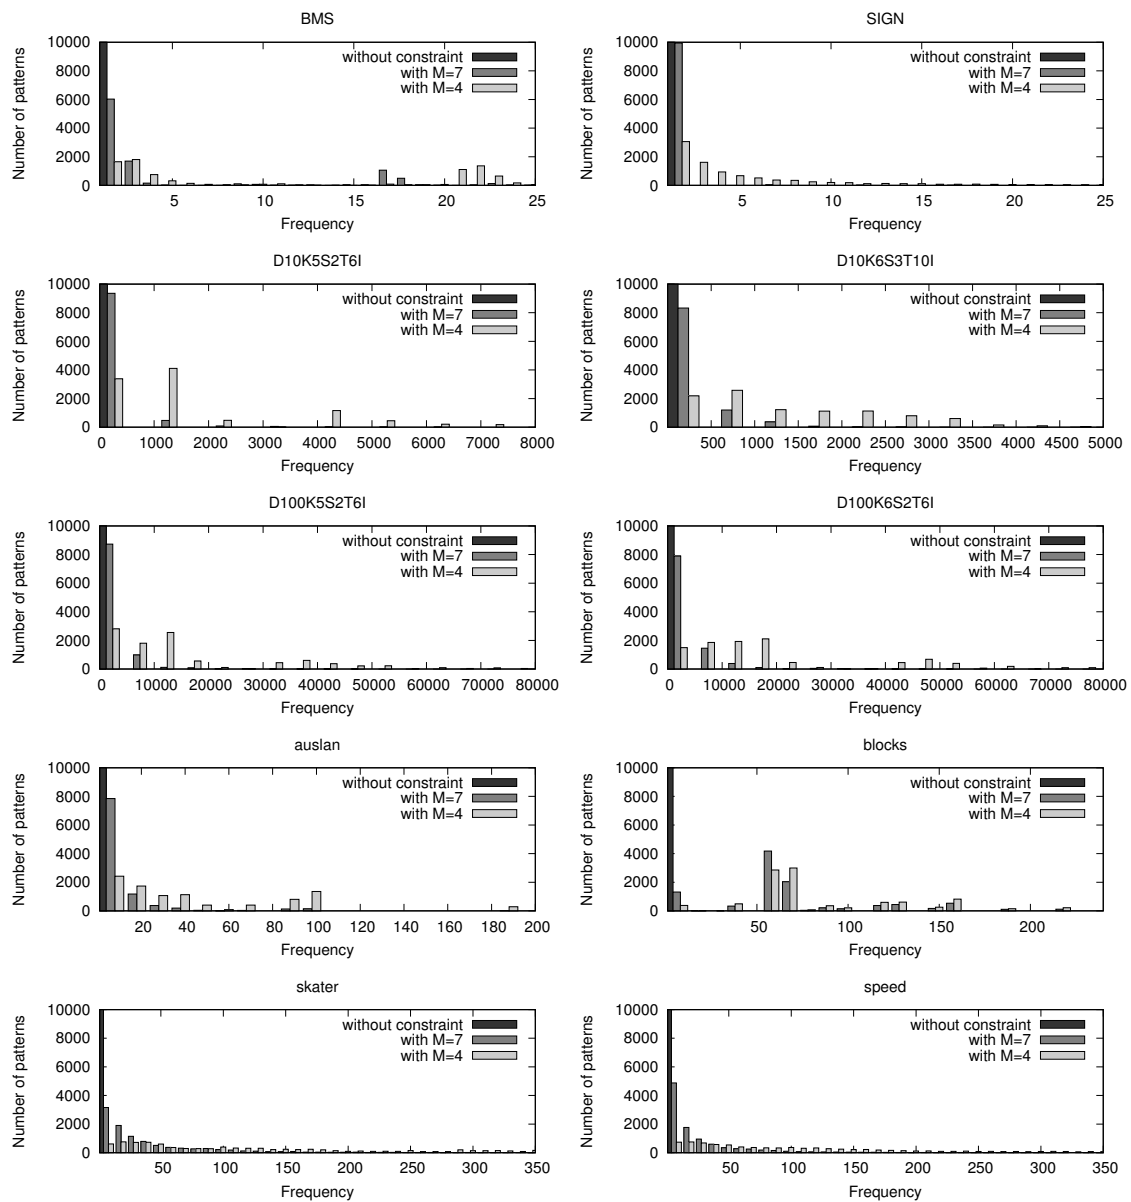 BMS
Number of patterns
10000
8000
6000
4000
2000
0
without constraint
with M=7
with M=4
5 10 15 20 25
Frequency
SIGN
Number of patterns
10000
8000
6000
4000
2000
0
without constraint
with M=7
with M=4
5 10 15 20 25
Frequency
D10K5S2T6I
Number of patterns
10000
8000
6000
4000
2000
0
without constraint
with M=7
with M=4
0 1000 2000 3000 4000 5000 6000 7000 8000
Frequency
D10K6S3T10I
Number of patterns
10000
8000
6000
4000
2000
0
without constraint
with M=7
with M=4
500 1000 1500 2000 2500 3000 3500 4000 4500 5000
Frequency
D100K5S2T6I
Number of patterns
10000
8000
6000
4000
2000
0
without constraint
with M=7
with M=4
0 10000 20000 30000 40000 50000 60000 70000 80000
Frequency
D100K6S2T6I
Number of patterns
10000
8000
6000
4000
2000
0
without constraint
with M=7
with M=4
0 10000 20000 30000 40000 50000 60000 70000 80000
Frequency
auslan
Number of patterns
10000
8000
6000
4000
2000
0
without constraint
with M=7
with M=4
20 40 60 80 100 120 140 160 180 200
Frequency
blocks
Number of patterns
10000
8000
6000
4000
2000
0
without constraint
with M=7
with M=4
50 100 150 200
Frequency
skater
Number of patterns
10000
8000
6000
4000
2000
0
without constraint
with M=7
with M=4
50 100 150 200 250 300 350
Frequency
speed
Number of patterns
10000
8000
6000
4000
2000
0
without constraint
with M=7
with M=4
50 100 150 200 250 300 350
Frequency